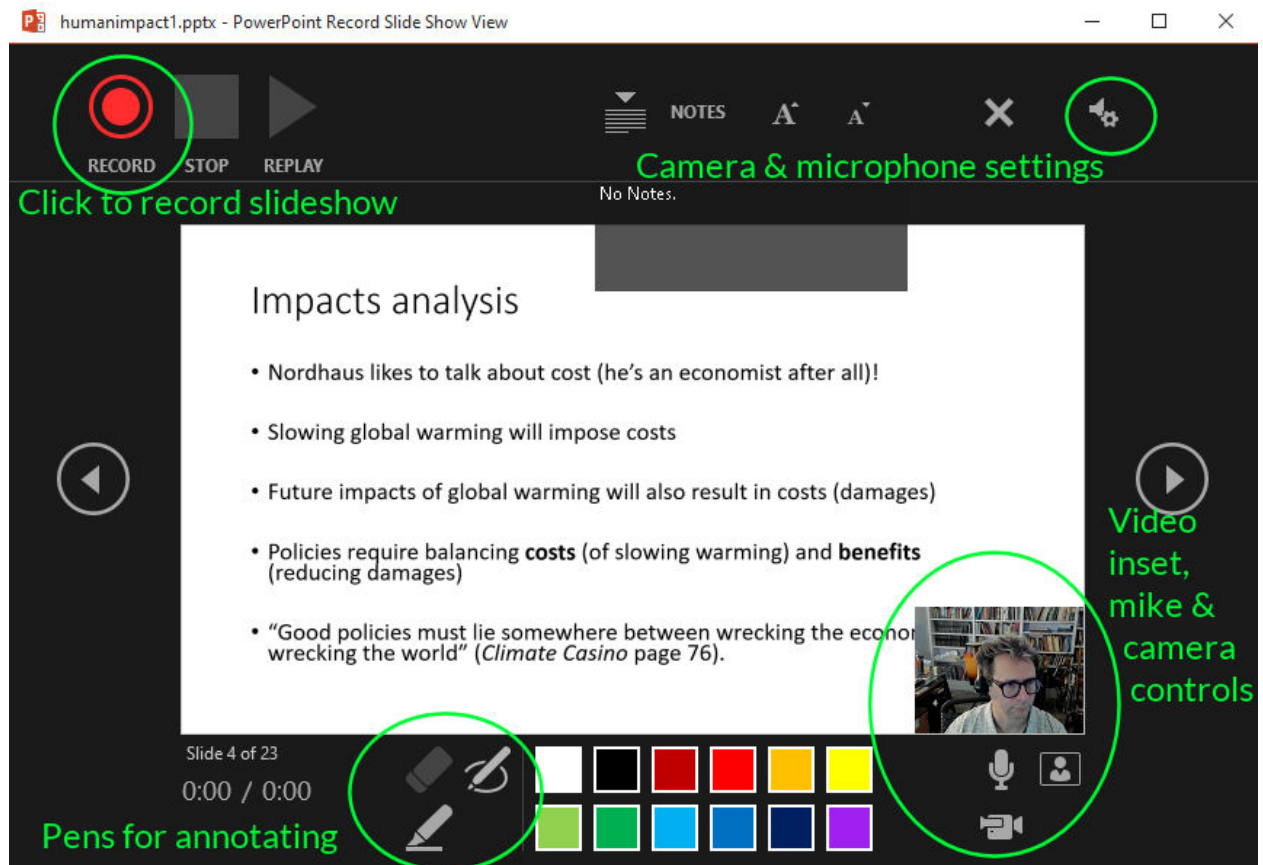 humanimpact1.pptx - PowerPoint Record Slide Show View
RECORD STOP REPLAY
NOTES A A
Camera & microphone settings
Click to record slideshow
No Notes.
Impacts analysis
• Nordhaus likes to talk about cost (he’s an economist after all)!
• Slowing global warming will impose costs
• Future impacts of global warming will also result in costs (damages)
• Policies require balancing costs (of slowing warming) and benefits
(reducing damages)
• “Good policies must lie somewhere between wrecking the
wrecking the world” (Climate Casino page 76).
Video
inset,
mike &
camera
controls
Slide 4 of 23
0:00 / 0:00
Pens for annotating